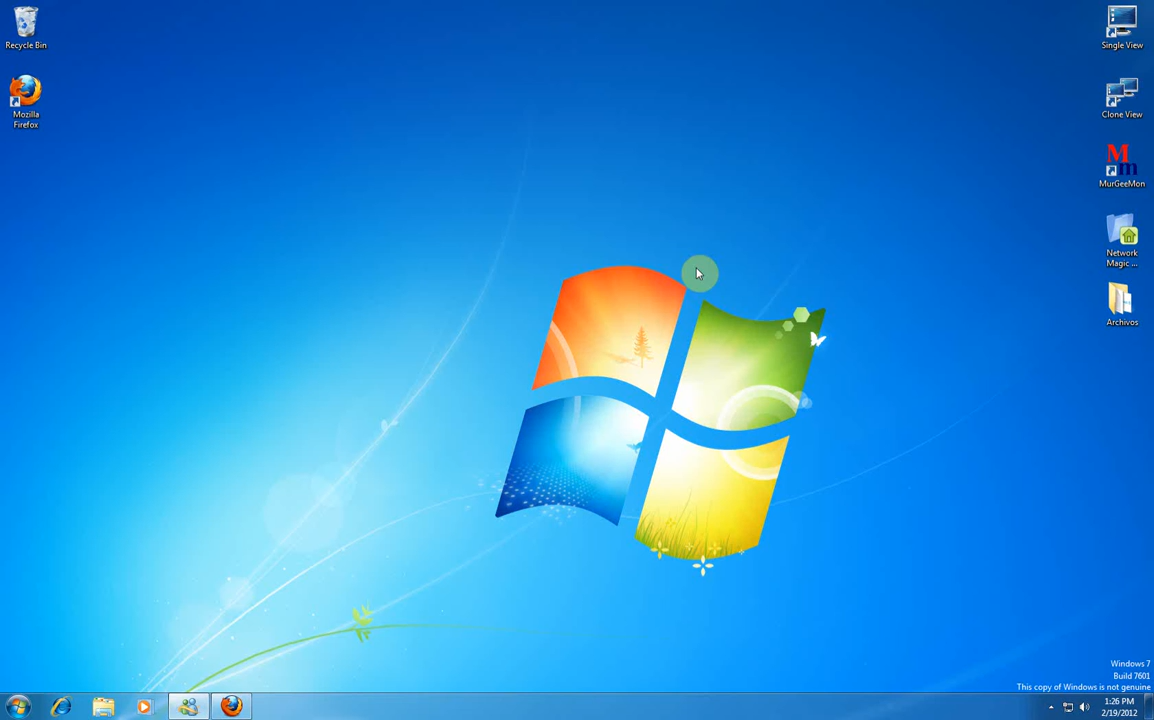 Recycle Bin
Mozilla
Firefox
Single View
Clone View
MurGeeMon
Network
Magic ...
Archivos
Windows 7
Build 7601
This copy of Windows is not genuine
1:26 PM
2/19/2012